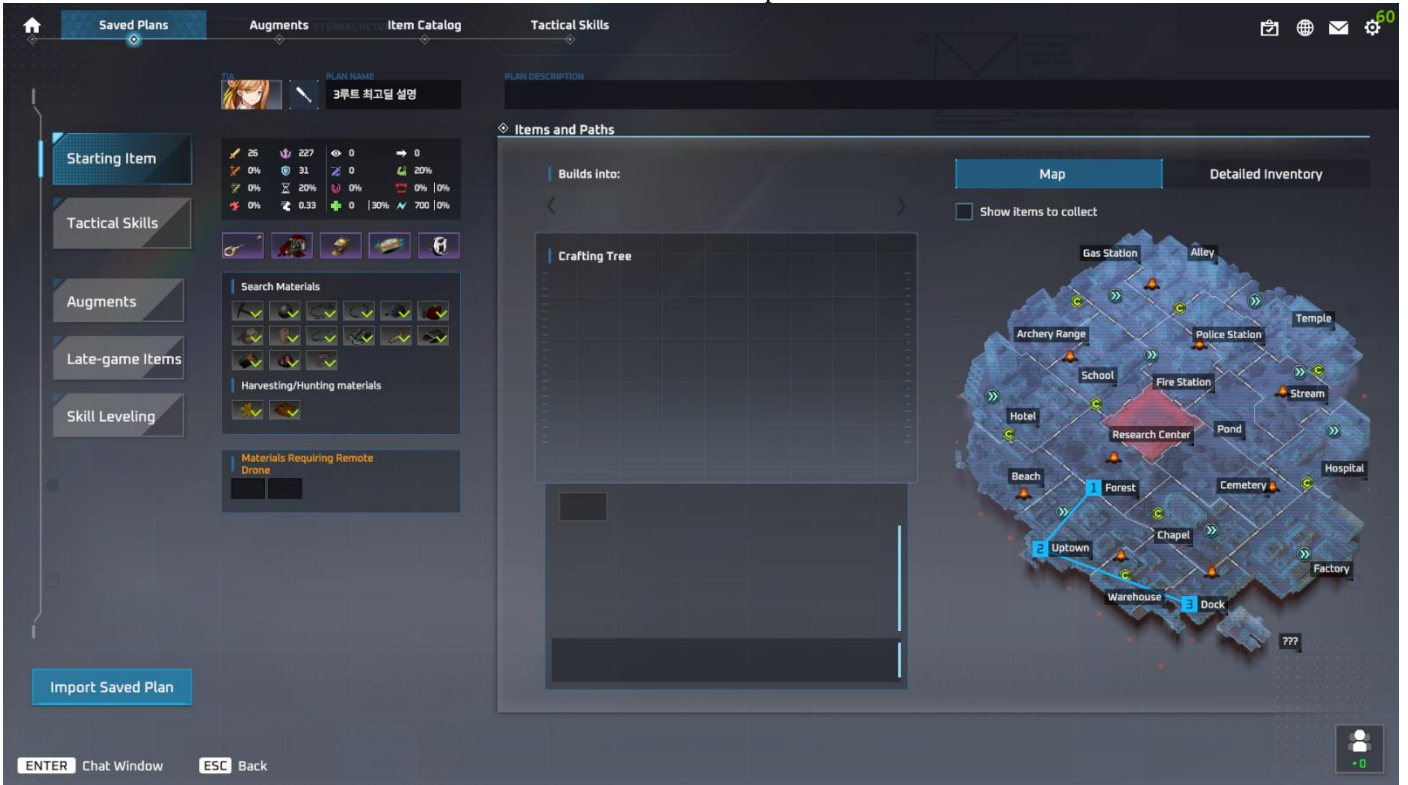 60
Saved Plans
Augments
ETERNAL RETURN
Item Catalog
Tactical Skills
TIA
PLAN NAME
3루트 최고딜 설명
PLAN DESCRIPTION
Items and Paths
Starting Item
Tactical Skills
Augments
Late-game Items
Skill Leveling
26 227 0 0
0% 31 0 20%
0% 20% 0% 0% |0%
0% 0.33 0 |30% 700 |0%
Search Materials
Harvesting/Hunting materials
Materials Requiring Remote
Drone
Builds into:
Crafting Tree
Map
Detailed Inventory
Show items to collect
Gas Station
Alley
Temple
Archery Range
Police Station
School
Fire Station
Stream
Hotel
Research Center
Pond
Beach
Hospital
1 Forest
Cemetery
Chapel
2 Uptown
Factory
Warehouse
3 Dock
???
Import Saved Plan
ENTER Chat Window
ESC Back
0